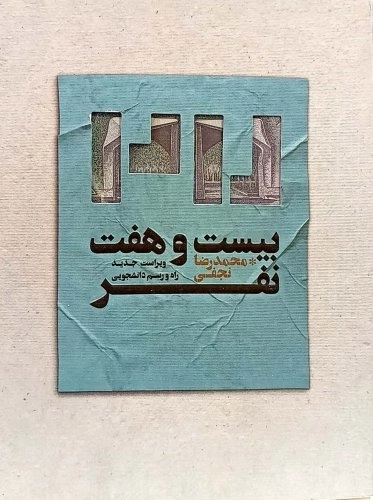 بیست و هفت
نفر
* محمدرضا
نجفی
ویراست جدید
راه و رسم دانشجویی